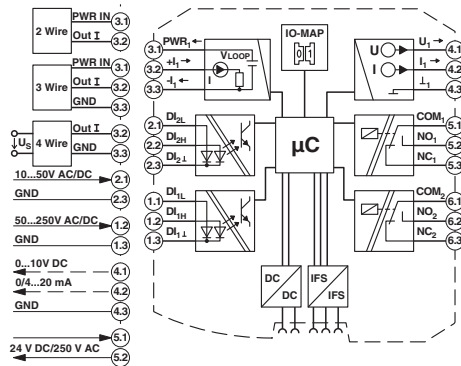 2 Wire
PWR IN 3.1
Out I 3.2
3 Wire
PWR IN 3.1
Out I 3.2
GND 3.3
US
4 Wire
Out I 3.2
GND 3.3
10...50V AC/DC 2.1
GND 2.3
50...250V AC/DC 1.2
GND 1.3
0...10V DC 4.1
0/4...20 mA 4.2
GND 4.3
5.1
24 V DC/250 V AC 5.2
3.1 PWR1
3.2 +I1
3.3 -I1
VLOOP
I
IO-MAP
0 1
U U1 4.1
I I1 4.2
⊥1 4.3
2.1 DI2L
2.2 DI2H
2.3 DI2⊥
µC
COM1 5.1
NO1 5.2
NC1 5.3
1.1 DI1L
1.2 DI1H
1.3 DI1⊥
COM2 6.1
NO2 6.2
NC2 6.3
DC
DC
IFS
IFS